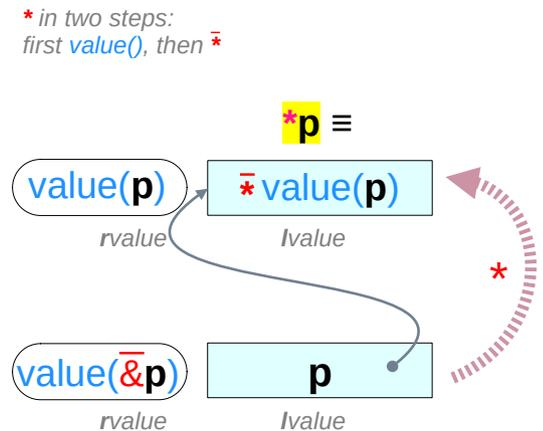 * in two steps:
first value(), then *̅
*p ≡
value(p) *̅ value(p)
rvalue lvalue
*
value(&̅p) p
rvalue lvalue